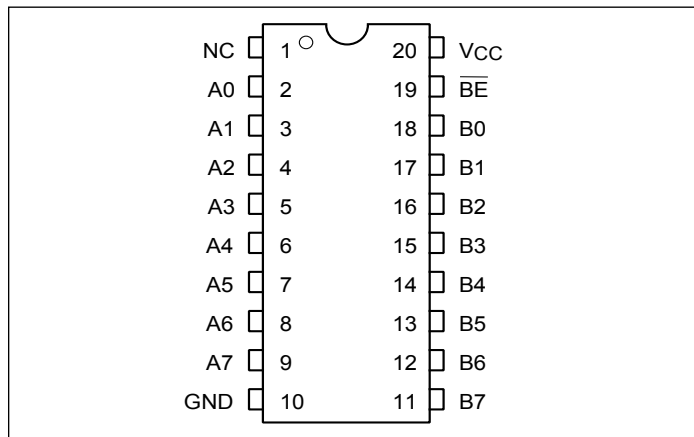 NC 1 20 VCC
A0 2 19 B̅E̅
A1 3 18 B0
A2 4 17 B1
A3 5 16 B2
A4 6 15 B3
A5 7 14 B4
A6 8 13 B5
A7 9 12 B6
GND 10 11 B7